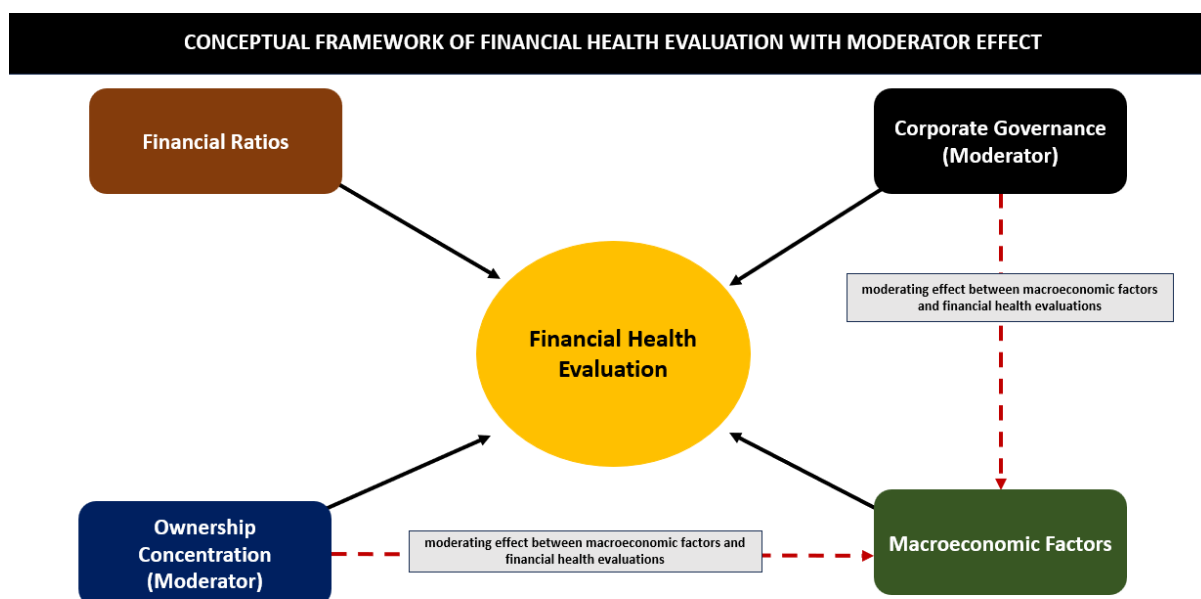 CONCEPTUAL FRAMEWORK OF FINANCIAL HEALTH EVALUATION WITH MODERATOR EFFECT
Financial Ratios
Corporate Governance
(Moderator)
moderating effect between macroeconomic factors
and financial health evaluations
Financial Health
Evaluation
Ownership
Concentration
(Moderator)
moderating effect between macroeconomic factors and
financial health evaluations
Macroeconomic Factors